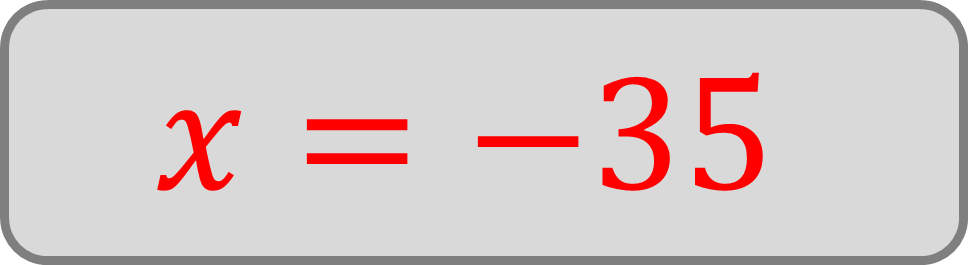 x = −35